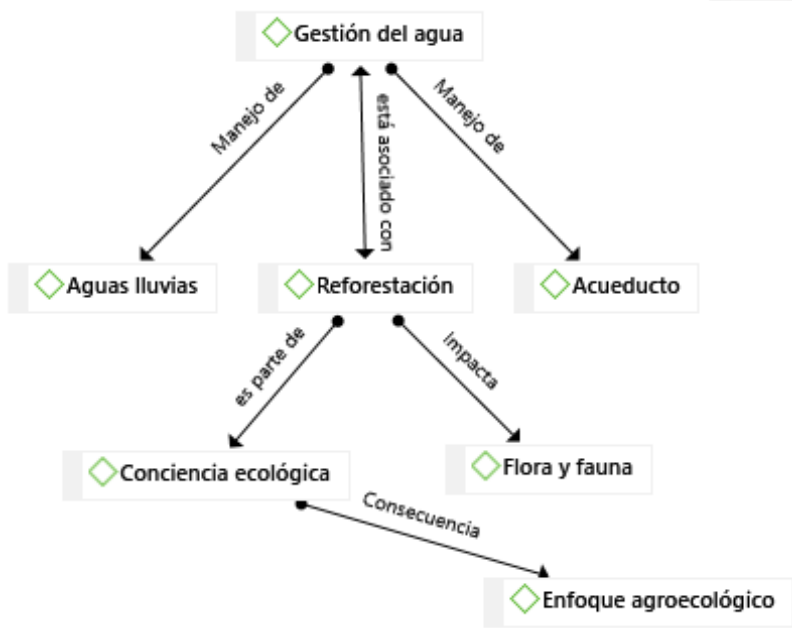 Gestión del agua
Manejo de
está asociado con
Manejo de
Aguas lluvias
Reforestación
Acueducto
es parte de
Impacta
Conciencia ecológica
Flora y fauna
Consecuencia
Enfoque agroecológico